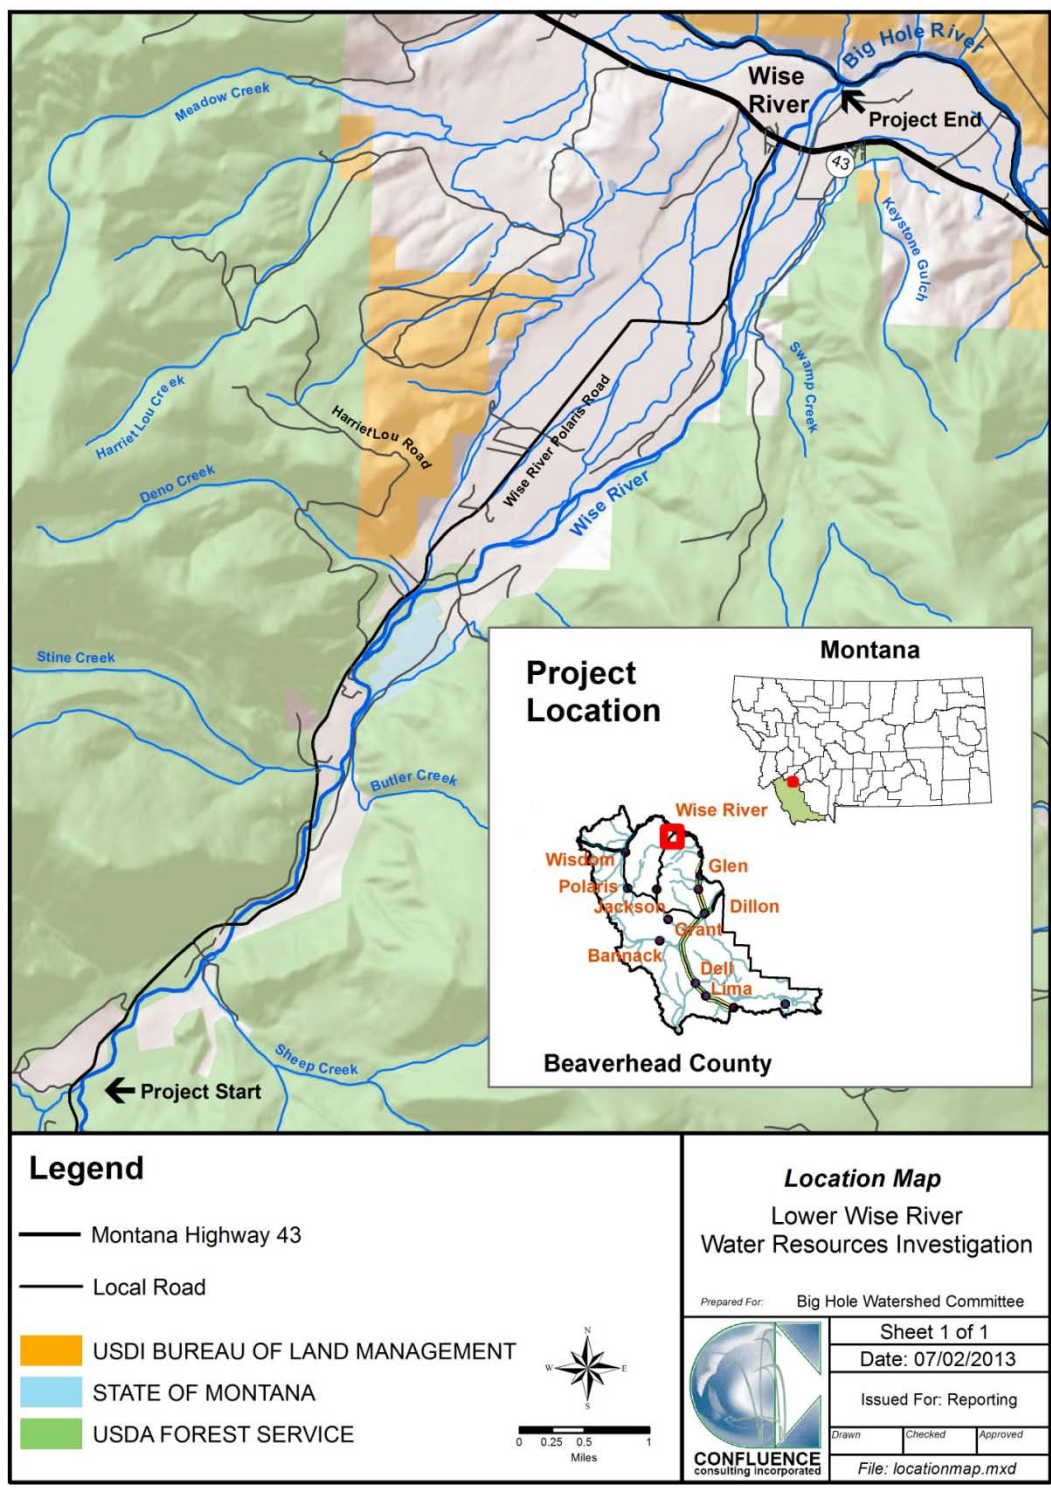 Big Hole River
Wise
River
Project End
Meadow Creek
43
Keystone Gulch
Swamp Creek
Harriet Lou Creek
Harriet Lou Road
Wise River Polaris Road
Deno Creek
Wise River
Stine Creek
Butler Creek
Sheep Creek
Project Start
Project
Location
Montana
Wise River
Wisdom
Glen
Polaris
Jackson
Dillon
Grant
Bannack
Dell
Lima
Beaverhead County
Legend
Montana Highway 43
Local Road
USDI BUREAU OF LAND MANAGEMENT
STATE OF MONTANA
USDA FOREST SERVICE
N
W
E
S
0 0.25 0.5 1
Miles
Location Map
Lower Wise River
Water Resources Investigation
Prepared For: Big Hole Watershed Committee
CONFLUENCE
consulting incorporated
Sheet 1 of 1
Date: 07/02/2013
Issued For: Reporting
Drawn Checked Approved
File: locationmap.mxd